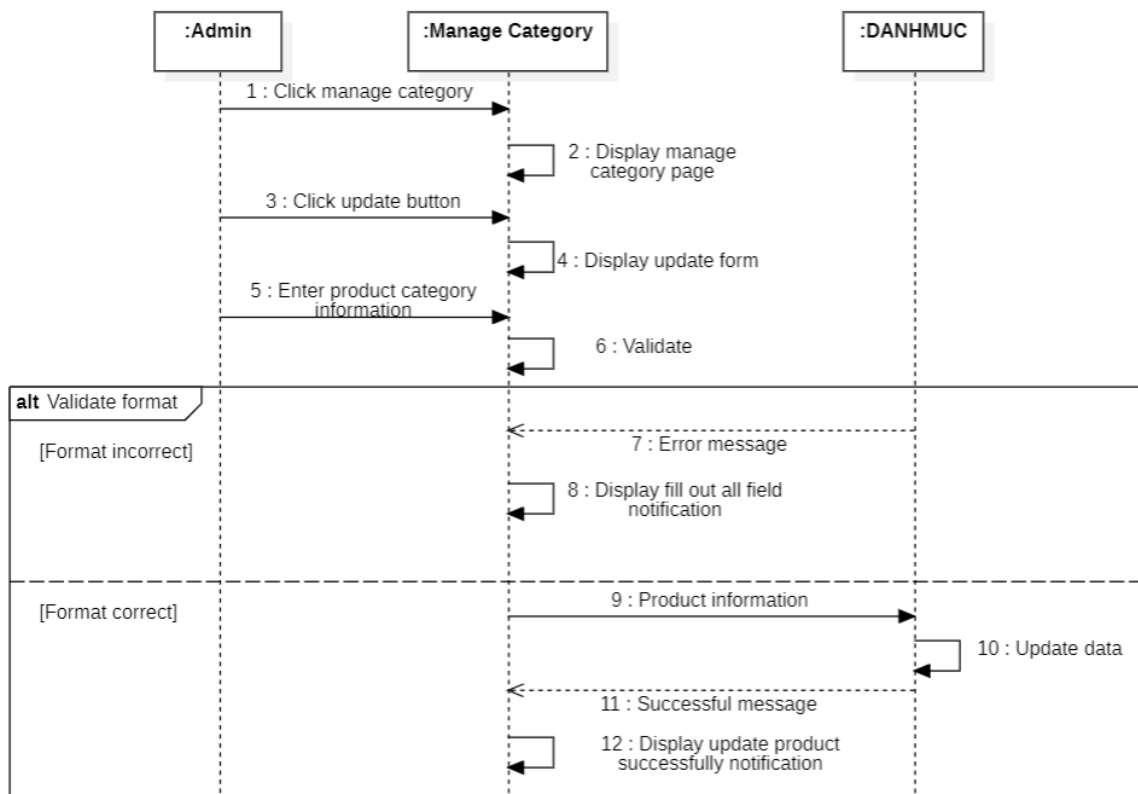 :Admin
:Manage Category
:DANHMUC
1 : Click manage category
2 : Display manage
category page
3 : Click update button
4 : Display update form
5 : Enter product category
information
6 : Validate
alt Validate format
[Format incorrect]
7 : Error message
8 : Display fill out all field
notification
[Format correct]
9 : Product information
10 : Update data
11 : Successful message
12 : Display update product
successfully notification